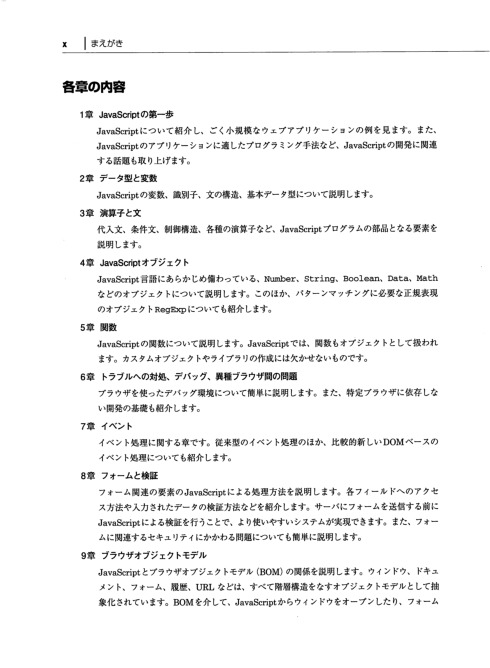 x まえがき
各章の内容
1章 JavaScriptの第一歩
JavaScriptについて紹介し、ごく小規模なウェブアプリケーションの例を見ます。また、
JavaScriptのアプリケーションに適したプログラミング手法など、JavaScriptの開発に関連
する話題も取り上げます。
2章 データ型と変数
JavaScriptの変数、識別子、文の構造、基本データ型について説明します。
3章 演算子と文
代入文、条件文、制御構造、各種の演算子など、JavaScriptプログラムの部品となる要素を
説明します。
4章 JavaScriptオブジェクト
JavaScript言語にあらかじめ備わっている、Number、String、Boolean、Data、Math
などのオブジェクトについて説明します。このほか、パターンマッチングに必要な正規表現
のオブジェクトRegExpについても紹介します。
5章 関数
JavaScriptの関数について説明します。JavaScriptでは、関数もオブジェクトとして扱われ
ます。カスタムオブジェクトやライブラリの作成には欠かせないものです。
6章 トラブルへの対処、デバッグ、異種ブラウザ間の問題
ブラウザを使ったデバッグ環境について簡単に説明します。また、特定ブラウザに依存しな
い開発の基礎も紹介します。
7章 イベント
イベント処理に関する章です。従来型のイベント処理のほか、比較的新しいDOMベースの
イベント処理についても紹介します。
8章 フォームと検証
フォーム関連の要素のJavaScriptによる処理方法を説明します。各フィールドへのアクセ
ス方法や入力されたデータの検証方法などを紹介します。サーバにフォームを送信する前に
JavaScriptによる検証を行うことで、より使いやすいシステムが実現できます。また、フォー
ムに関連するセキュリティにかかわる問題についても簡単に説明します。
9章 ブラウザオブジェクトモデル
JavaScriptとブラウザオブジェクトモデル（BOM）の関係を説明します。ウィンドウ、ドキュ
メント、フォーム、履歴、URL などは、すべて階層構造をなすオブジェクトモデルとして抽
象化されています。BOMを介して、JavaScriptからウィンドウをオープンしたり、フォーム